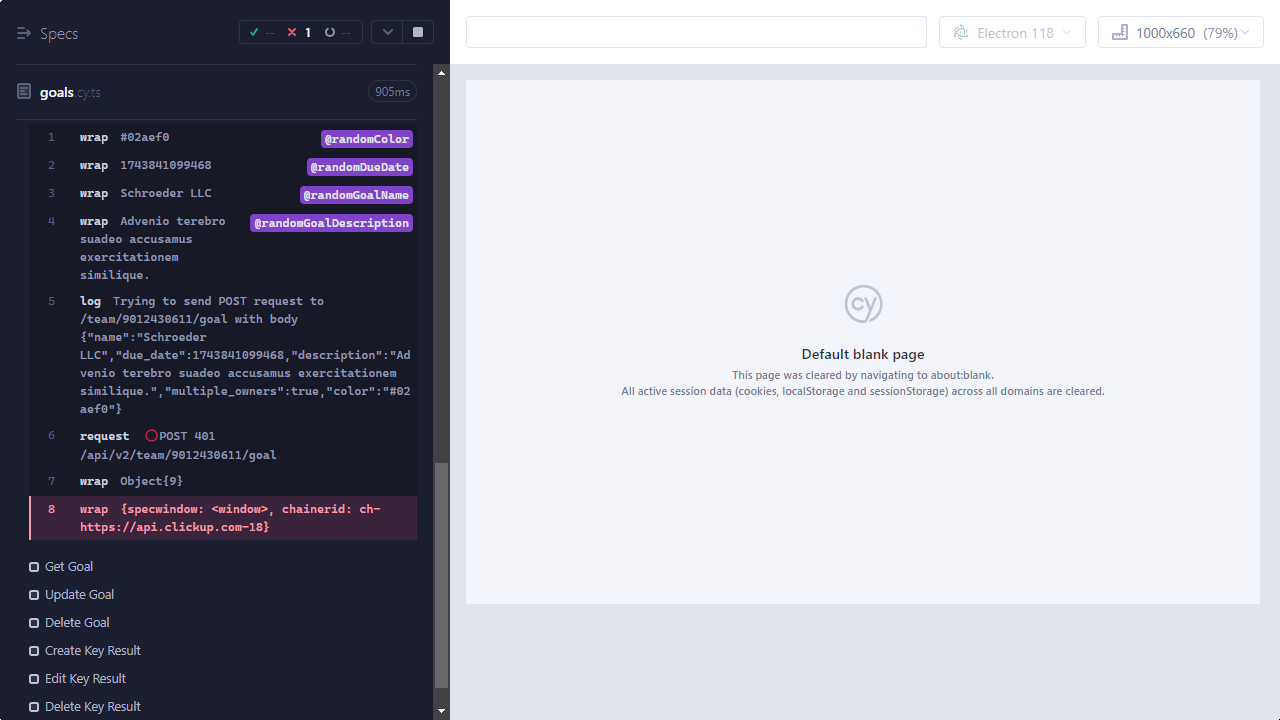 Specs
--
1
--
Electron 118
1000x660 (79%)
goals.cy.ts
905ms
1 wrap #02aef0 @randomColor
2 wrap 1743841099468 @randomDueDate
3 wrap Schroeder LLC @randomGoalName
4 wrap Advenio terebro @randomGoalDescription
suadeo accusamus
exercitationem
similique.
5 log Trying to send POST request to
/team/9012430611/goal with body
{"name":"Schroeder
LLC","due_date":1743841099468,"description":"Ad
venio terebro suadeo accusamus exercitationem
similique.","multiple_owners":true,"color":"#02
aef0"}
6 request POST 401
/api/v2/team/9012430611/goal
7 wrap Object{9}
8 wrap {specwindow: <window>, chainerid: ch-
https://api.clickup.com-18}
Get Goal
Update Goal
Delete Goal
Create Key Result
Edit Key Result
Delete Key Result
cy
Default blank page
This page was cleared by navigating to about:blank.
All active session data (cookies, localStorage and sessionStorage) across all domains are cleared.